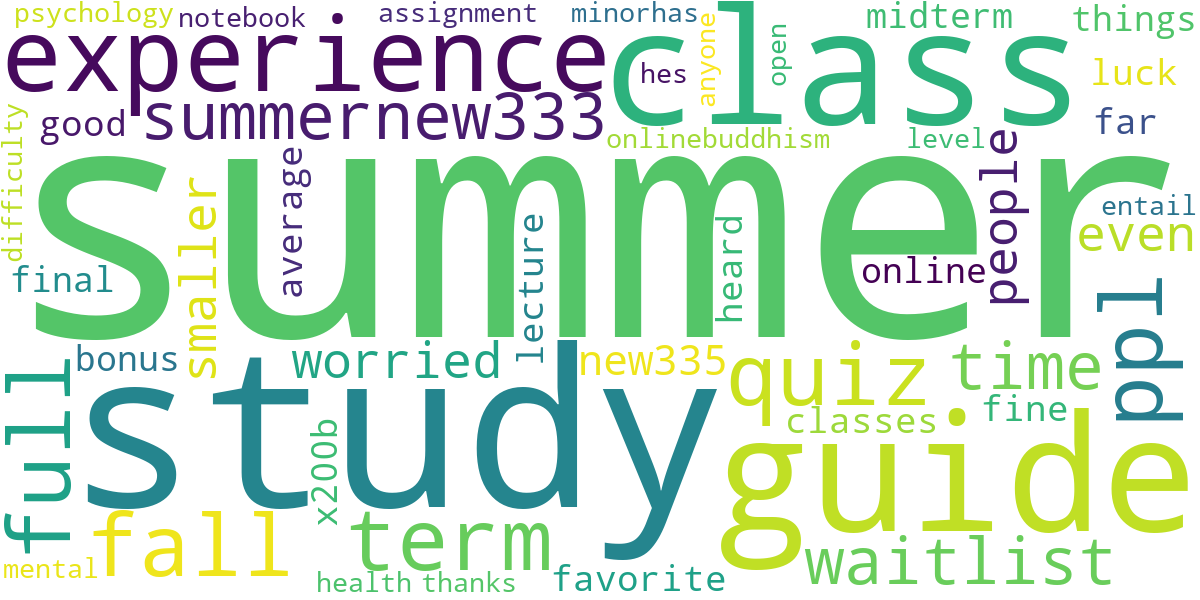 psychology
notebook
assignment
minorhas
midterm
things
experience
class
hes
anyone
open
luck
good
summernew333
far
onlinebuddhism
level
difficulty
summer
smaller
average
lecture
heard
people
online
entail
even
final
bonus
worried
new335
quiz
time
ppl
full
study
classes
fine
x200b
guide
fall
term
waitlist
mental
health
thanks
favorite